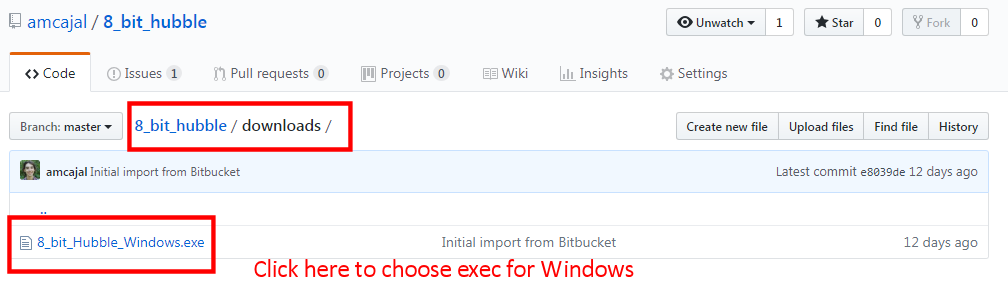 amcajal / 8_bit_hubble
Unwatch 1 Star 0 Fork 0
Code Issues 1 Pull requests 0 Projects 0 Wiki Insights Settings
Branch: master 8_bit_hubble / downloads / Create new file Upload files Find file History
amcajal Initial import from Bitbucket Latest commit e8039de 12 days ago
..
8_bit_Hubble_Windows.exe Initial import from Bitbucket 12 days ago
Click here to choose exec for Windows